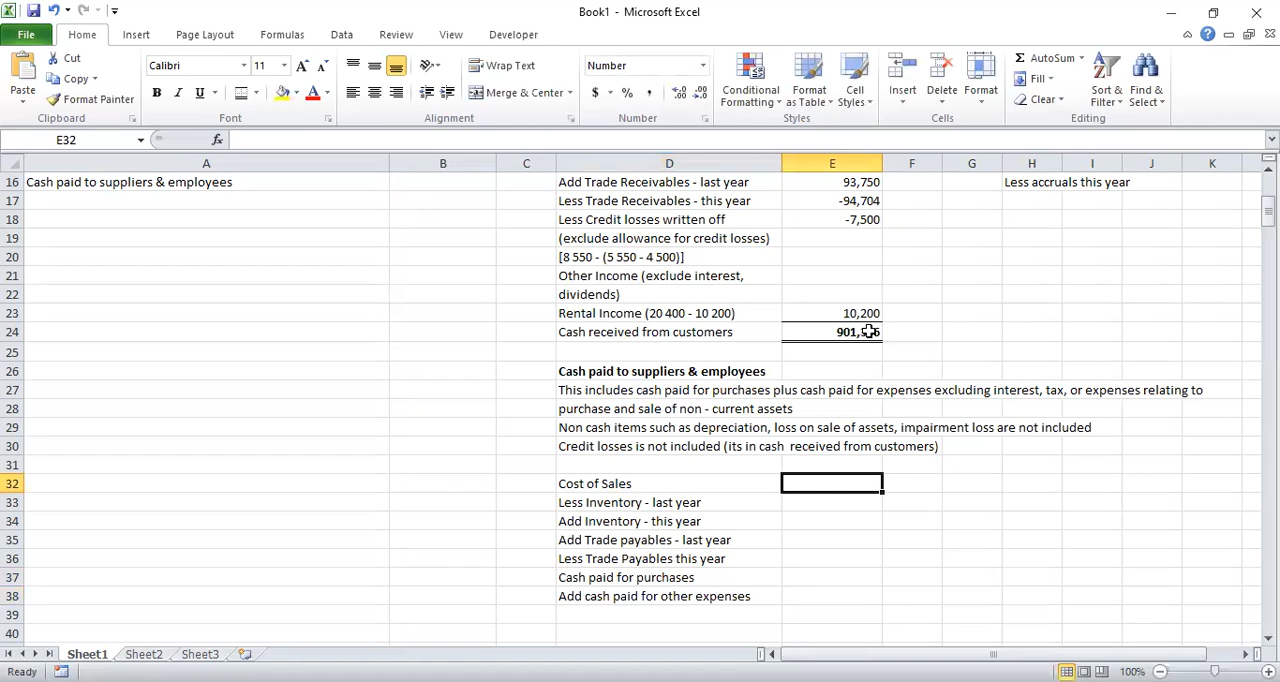 Book1 - Microsoft Excel
File Home Insert Page Layout Formulas Data Review View Developer
Cut Calibri 11 A A Wrap Text Number AutoSum
Paste Copy Conditional Formatting Format as Table Cell Styles Insert Delete Format Fill Sort & Filter Find & Select
Format Painter B I U A Merge & Center $ % , .00 .0 Clear
Clipboard Font Alignment Number Styles Cells Editing
E32 fx
A B C D E F G H I J K
16 Cash paid to suppliers & employees Add Trade Receivables - last year 93,750 Less accruals this year
17 Less Trade Receivables - this year -94,704
18 Less Credit losses written off -7,500
19 (exclude allowance for credit losses)
20 [8 550 - (5 550 - 4 500)]
21 Other Income (exclude interest,
22 dividends)
23 Rental Income (20 400 - 10 200) 10,200
24 Cash received from customers
25
26 Cash paid to suppliers & employees
27 This includes cash paid for purchases plus cash paid for expenses excluding interest, tax, or expenses relating to
28 purchase and sale of non - current assets
29 Non cash items such as depreciation, loss on sale of assets, impairment loss are not included
30 Credit losses is not included (its in cash received from customers)
31
32 Cost of Sales
33 Less Inventory - last year
34 Add Inventory - this year
35 Add Trade payables - last year
36 Less Trade Payables this year
37 Cash paid for purchases
38 Add cash paid for other expenses
39
40
Sheet1 Sheet2 Sheet3
Ready 100%